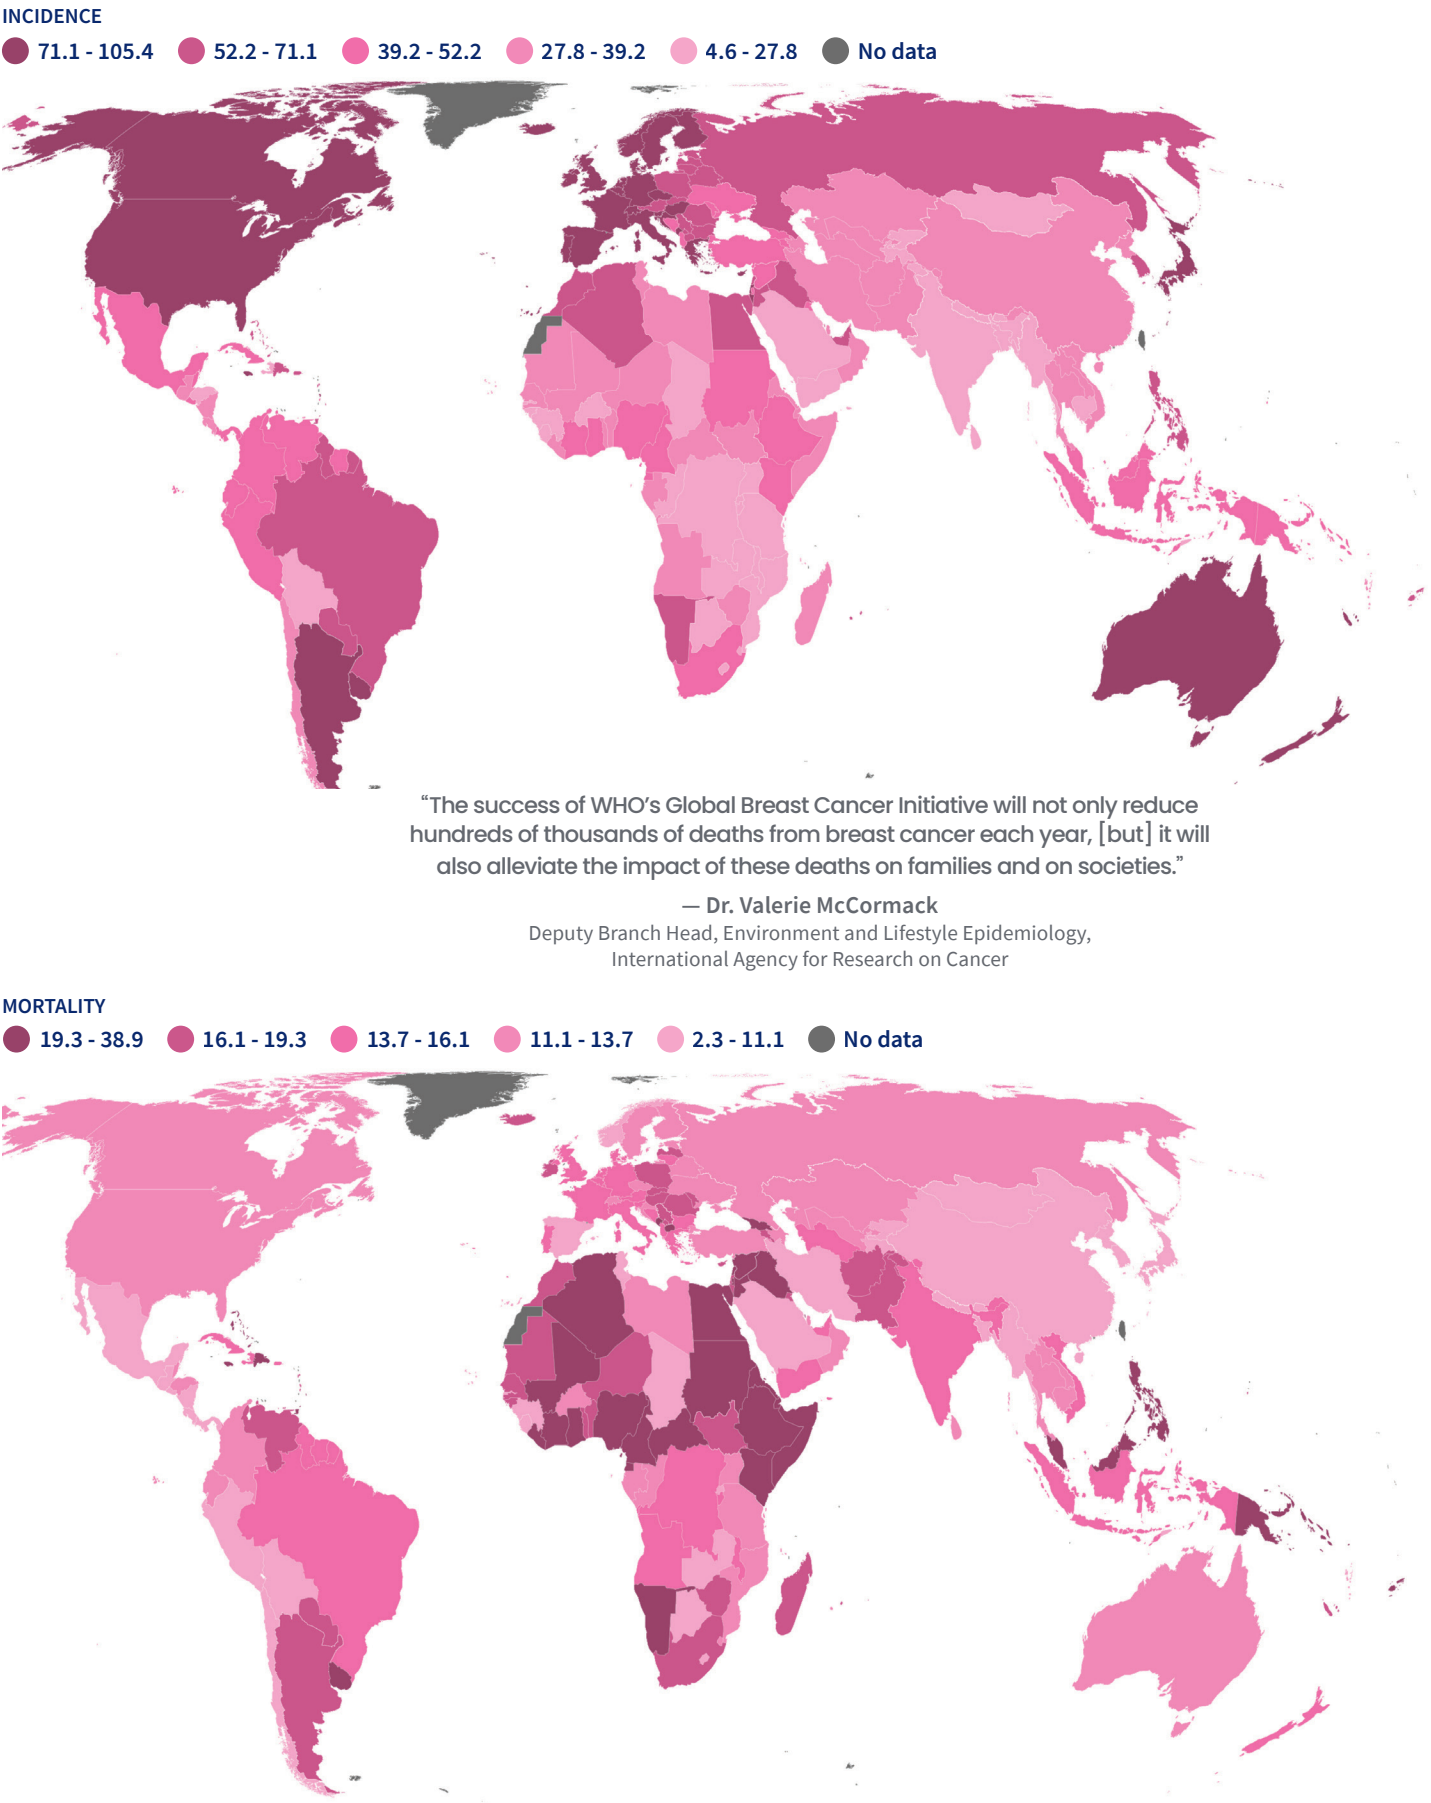 INCIDENCE
71.1 - 105.4 52.2 - 71.1 39.2 - 52.2 27.8 - 39.2 4.6 - 27.8 No data
“The success of WHO’s Global Breast Cancer Initiative will not only reduce
hundreds of thousands of deaths from breast cancer each year, [but] it will
also alleviate the impact of these deaths on families and on societies.”
— Dr. Valerie McCormack
Deputy Branch Head, Environment and Lifestyle Epidemiology,
International Agency for Research on Cancer
MORTALITY
19.3 - 38.9 16.1 - 19.3 13.7 - 16.1 11.1 - 13.7 2.3 - 11.1 No data